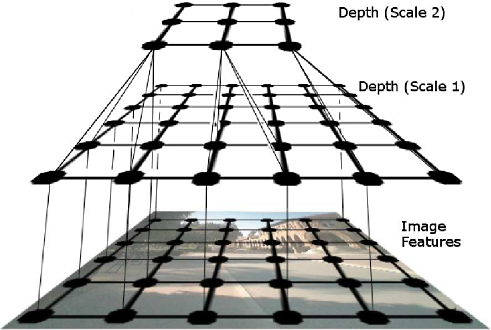 Depth (Scale 2)
Depth (Scale 1)
Image
Features